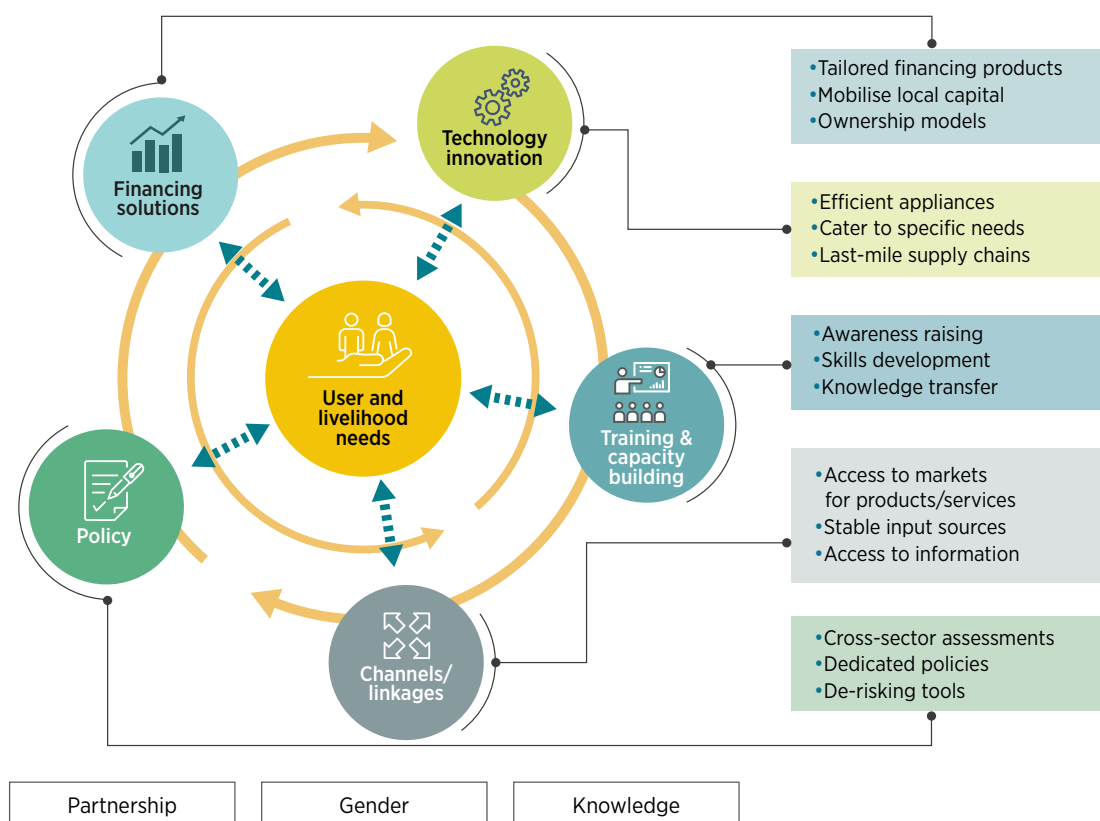 Financing
solutions
Technology
innovation
User and
livelihood
needs
Training &
capacity
building
Policy
Channels/
linkages
•Tailored financing products
•Mobilise local capital
•Ownership models
•Efficient appliances
•Cater to specific needs
•Last-mile supply chains
•Awareness raising
•Skills development
•Knowledge transfer
•Access to markets
for products/services
•Stable input sources
•Access to information
•Cross-sector assessments
•Dedicated policies
•De-risking tools
Partnership
Gender
Knowledge